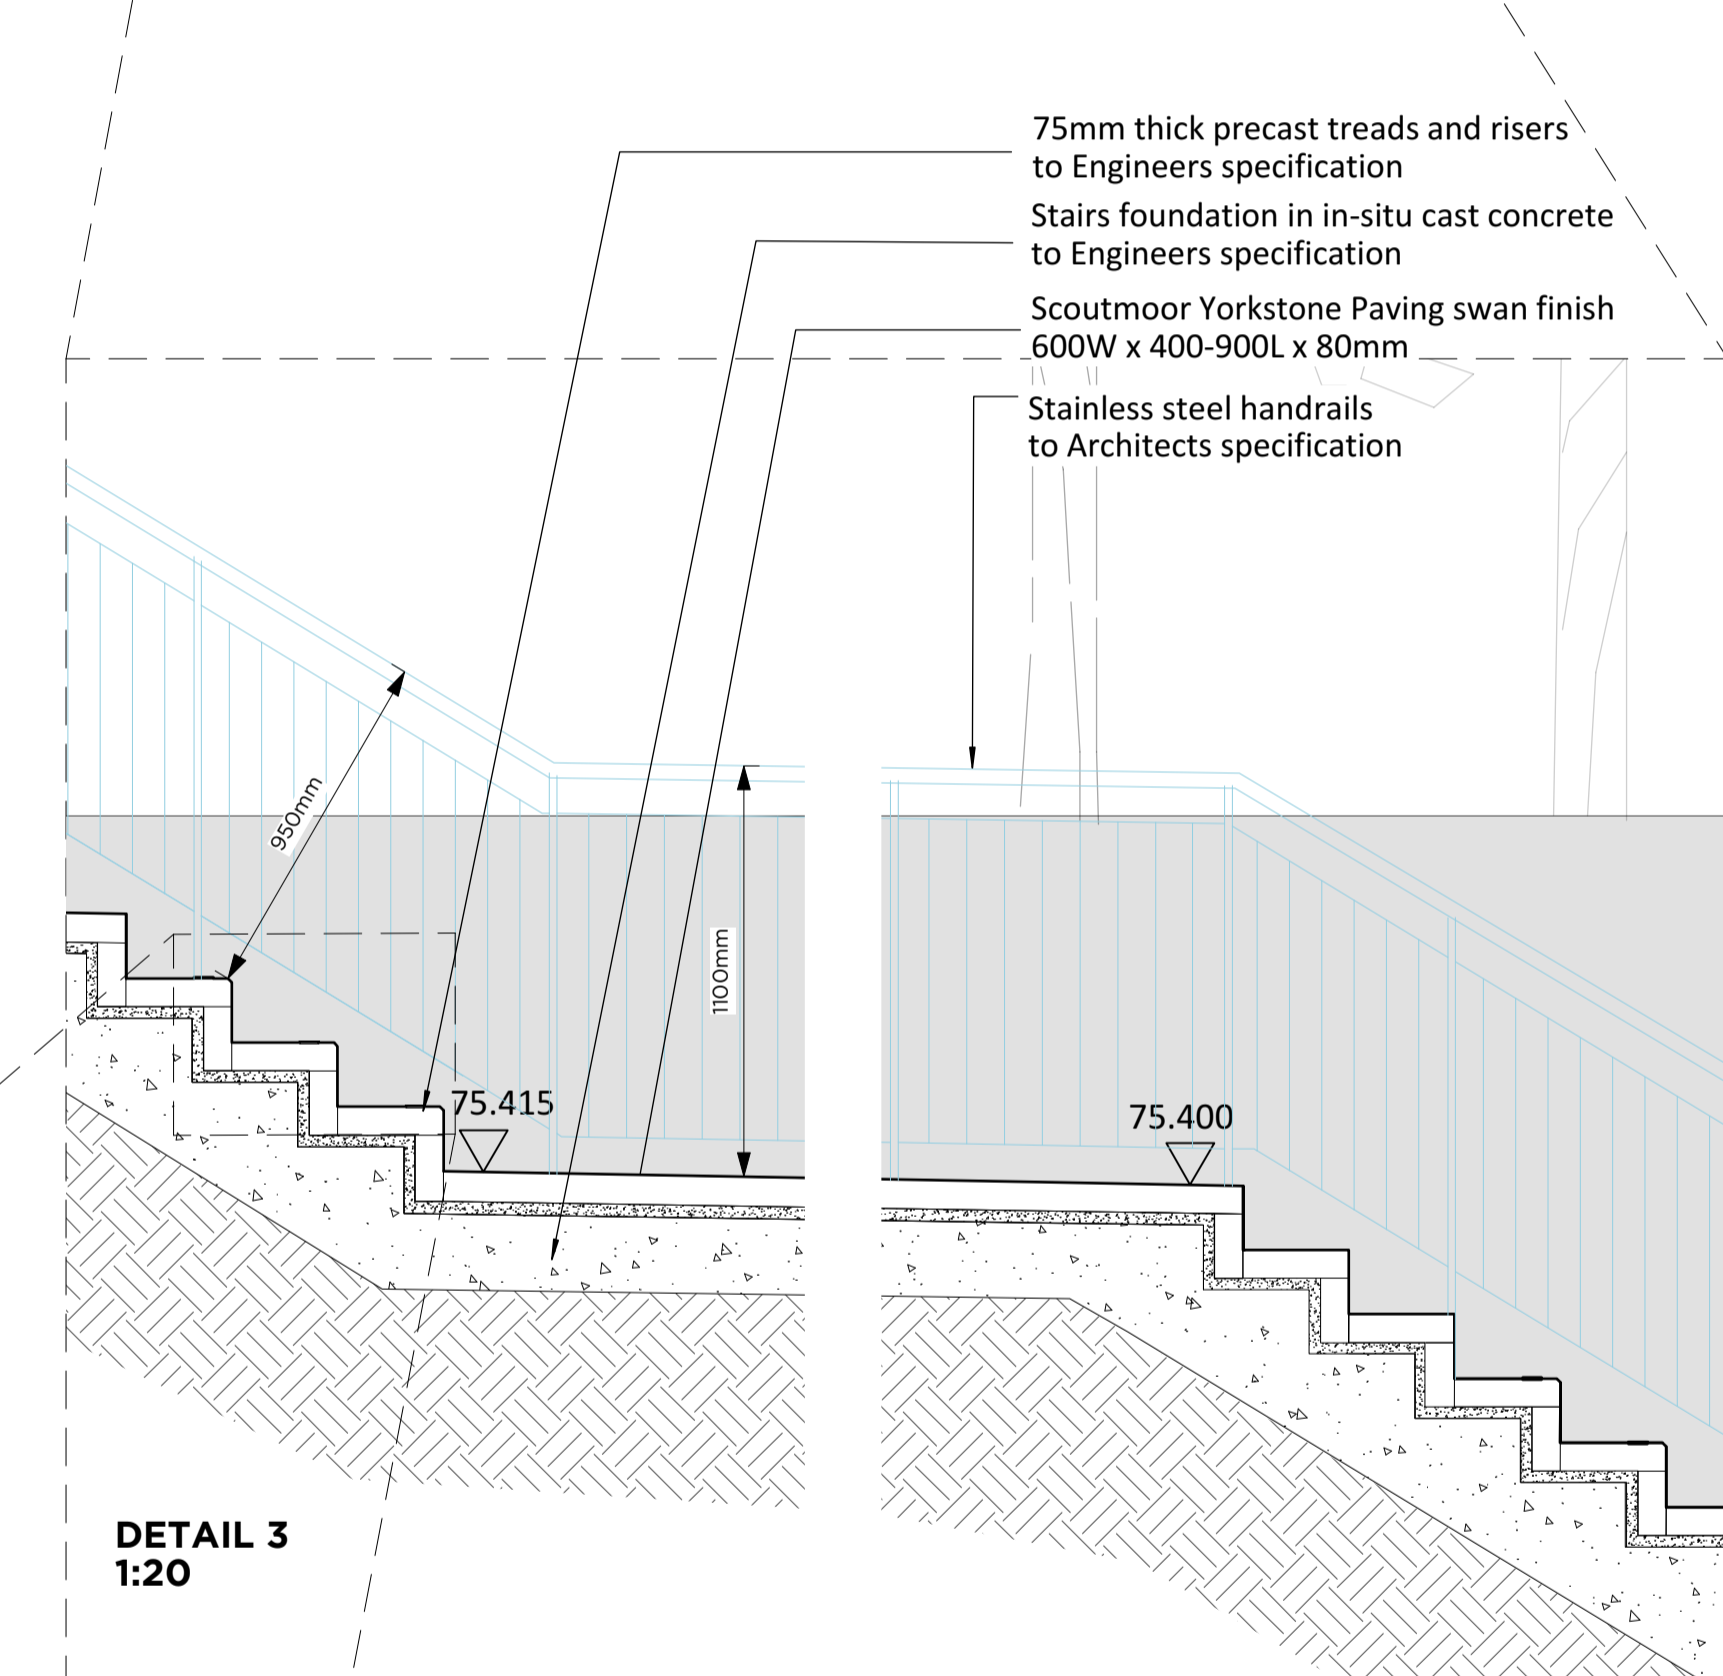 75mm thick precast treads and risers
to Engineers specification
Stairs foundation in in-situ cast concrete
to Engineers specification
Scoutmoor Yorkstone Paving swan finish
600W x 400-900L x 80mm
Stainless steel handrails
to Architects specification
950mm
1100mm
75.415
75.400
DETAIL 3
1:20